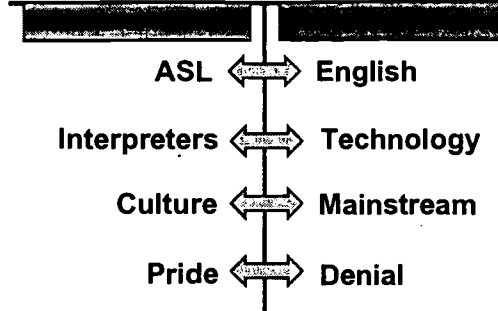 ASL English
Interpreters Technology
Culture Mainstream
Pride Denial